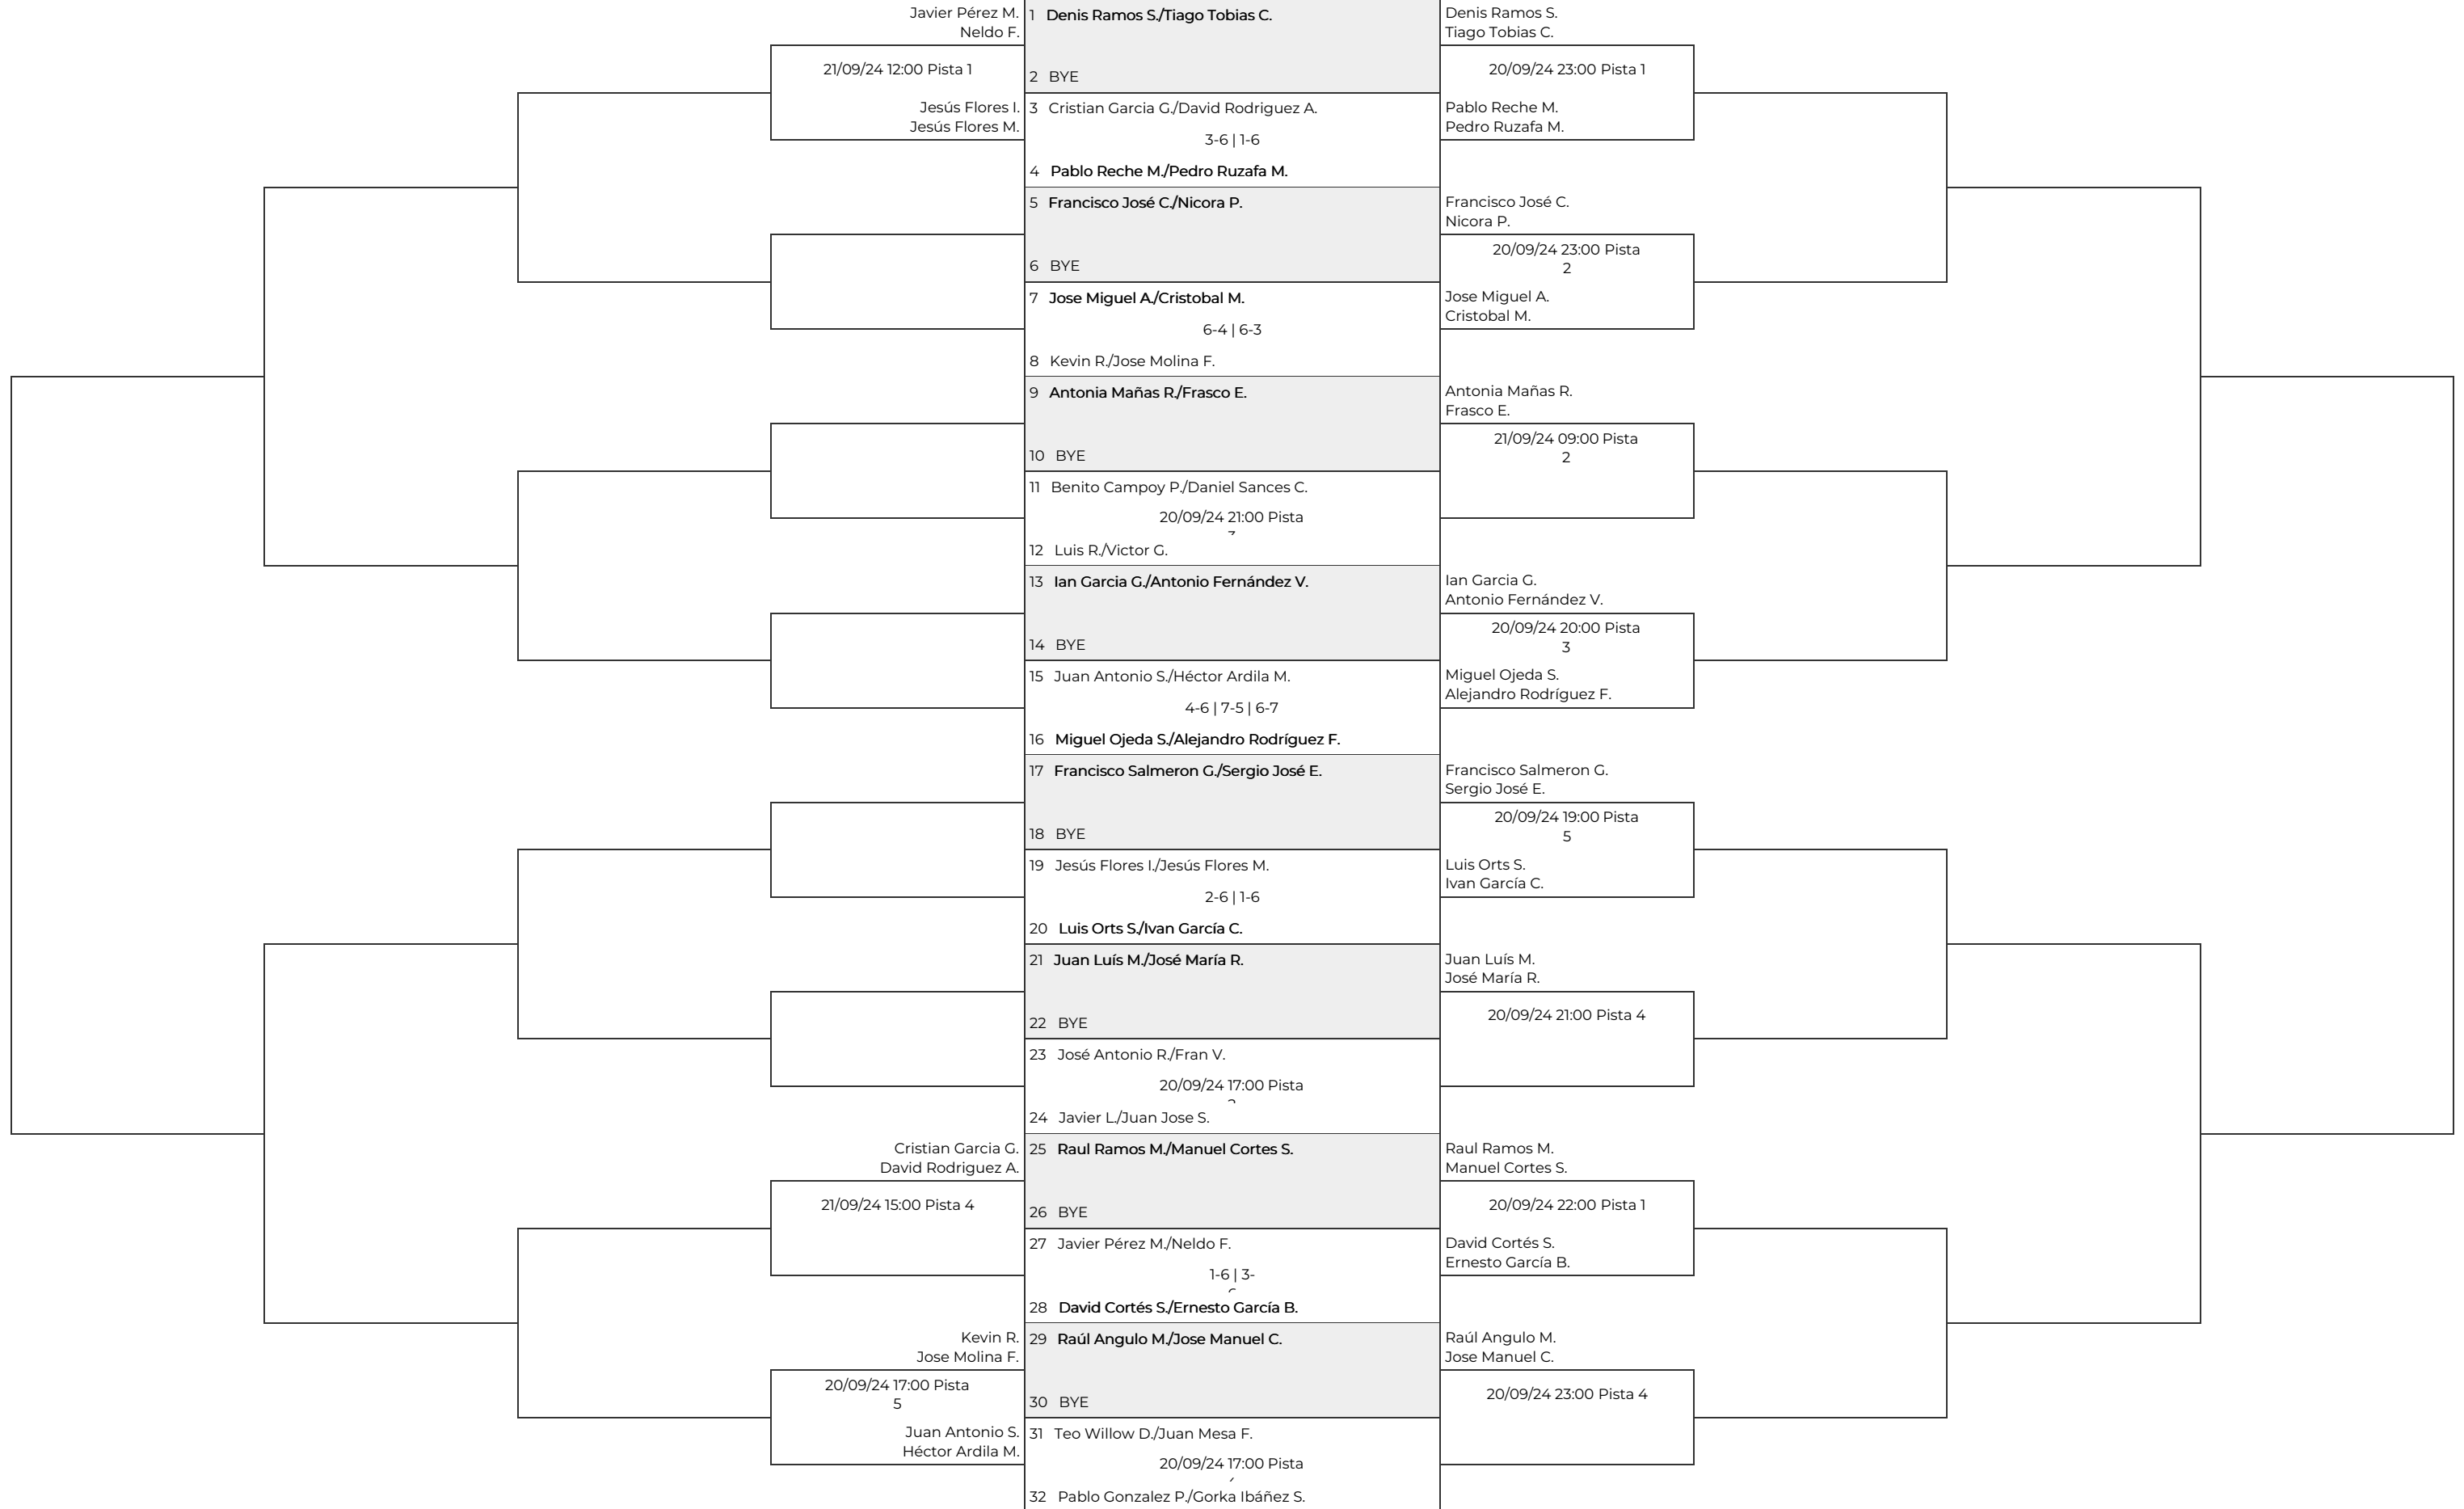 Javier Pérez M.
Neldo F.
21/09/24 12:00 Pista 1
Jesús Flores I.
Jesús Flores M.
Cristian Garcia G.
David Rodriguez A.
21/09/24 15:00 Pista 4
Kevin R.
Jose Molina F.
20/09/24 17:00 Pista
5
Juan Antonio S.
Héctor Ardila M.
1 Denis Ramos S./Tiago Tobias C.
2 BYE
3 Cristian Garcia G./David Rodriguez A.
3-6 | 1-6
4 Pablo Reche M./Pedro Ruzafa M.
5 Francisco José C./Nicora P.
6 BYE
7 Jose Miguel A./Cristobal M.
6-4 | 6-3
8 Kevin R./Jose Molina F.
9 Antonia Mañas R./Frasco E.
10 BYE
11 Benito Campoy P./Daniel Sances C.
20/09/24 21:00 Pista
12 Luis R./Victor G.
13 Ian Garcia G./Antonio Fernández V.
14 BYE
15 Juan Antonio S./Héctor Ardila M.
4-6 | 7-5 | 6-7
16 Miguel Ojeda S./Alejandro Rodríguez F.
17 Francisco Salmeron G./Sergio José E.
18 BYE
19 Jesús Flores I./Jesús Flores M.
2-6 | 1-6
20 Luis Orts S./Ivan García C.
21 Juan Luís M./José María R.
22 BYE
23 José Antonio R./Fran V.
20/09/24 17:00 Pista
24 Javier L./Juan Jose S.
25 Raul Ramos M./Manuel Cortes S.
26 BYE
27 Javier Pérez M./Neldo F.
1-6 | 3-
28 David Cortés S./Ernesto García B.
29 Raúl Angulo M./Jose Manuel C.
30 BYE
31 Teo Willow D./Juan Mesa F.
20/09/24 17:00 Pista
32 Pablo Gonzalez P./Gorka Ibáñez S.
Denis Ramos S.
Tiago Tobias C.
20/09/24 23:00 Pista 1
Pablo Reche M.
Pedro Ruzafa M.
Francisco José C.
Nicora P.
20/09/24 23:00 Pista
2
Jose Miguel A.
Cristobal M.
Antonia Mañas R.
Frasco E.
21/09/24 09:00 Pista
2
Ian Garcia G.
Antonio Fernández V.
20/09/24 20:00 Pista
3
Miguel Ojeda S.
Alejandro Rodríguez F.
Francisco Salmeron G.
Sergio José E.
20/09/24 19:00 Pista
5
Luis Orts S.
Ivan García C.
Juan Luís M.
José María R.
20/09/24 21:00 Pista 4
Raul Ramos M.
Manuel Cortes S.
20/09/24 22:00 Pista 1
David Cortés S.
Ernesto García B.
Raúl Angulo M.
Jose Manuel C.
20/09/24 23:00 Pista 4